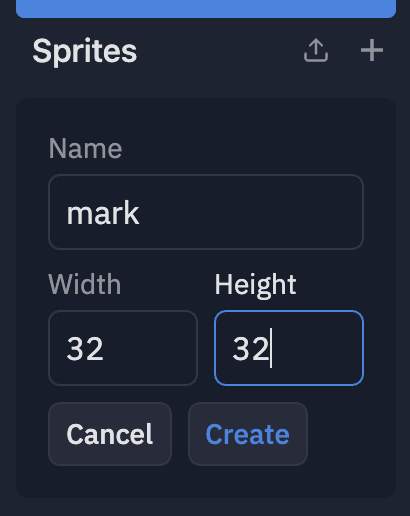 Sprites
Name
mark
Width Height
32 32
Cancel Create